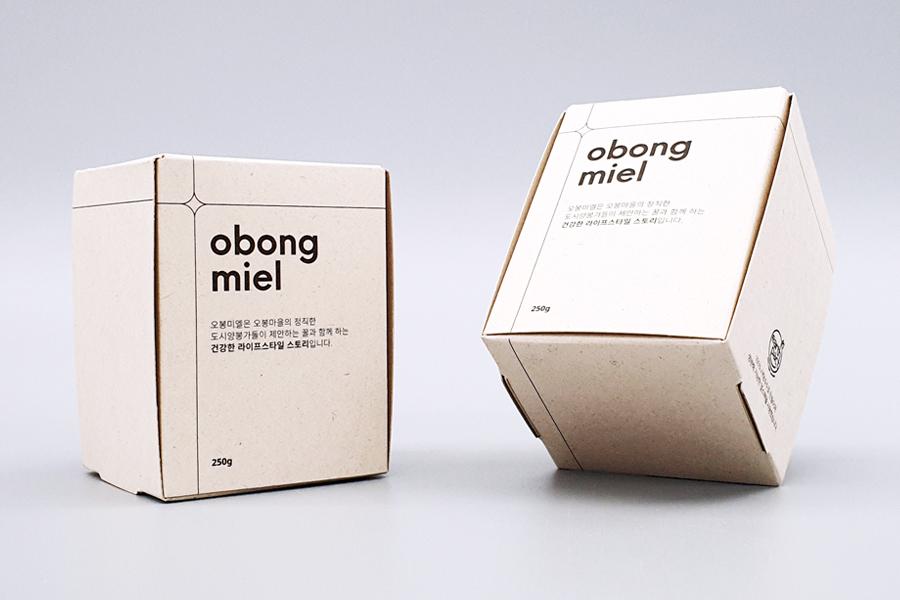 obong
miel
오봉미엘은 오봉마을의 정직한
도시양봉가들이 제안하는 꿀과 함께 하는
건강한 라이프스타일 스토리입니다.
250g
obong
miel
오봉미엘은 오봉마을의 정직한
도시양봉가들이 제안하는 꿀과 함께 하는
건강한 라이프스타일 스토리입니다.
250g